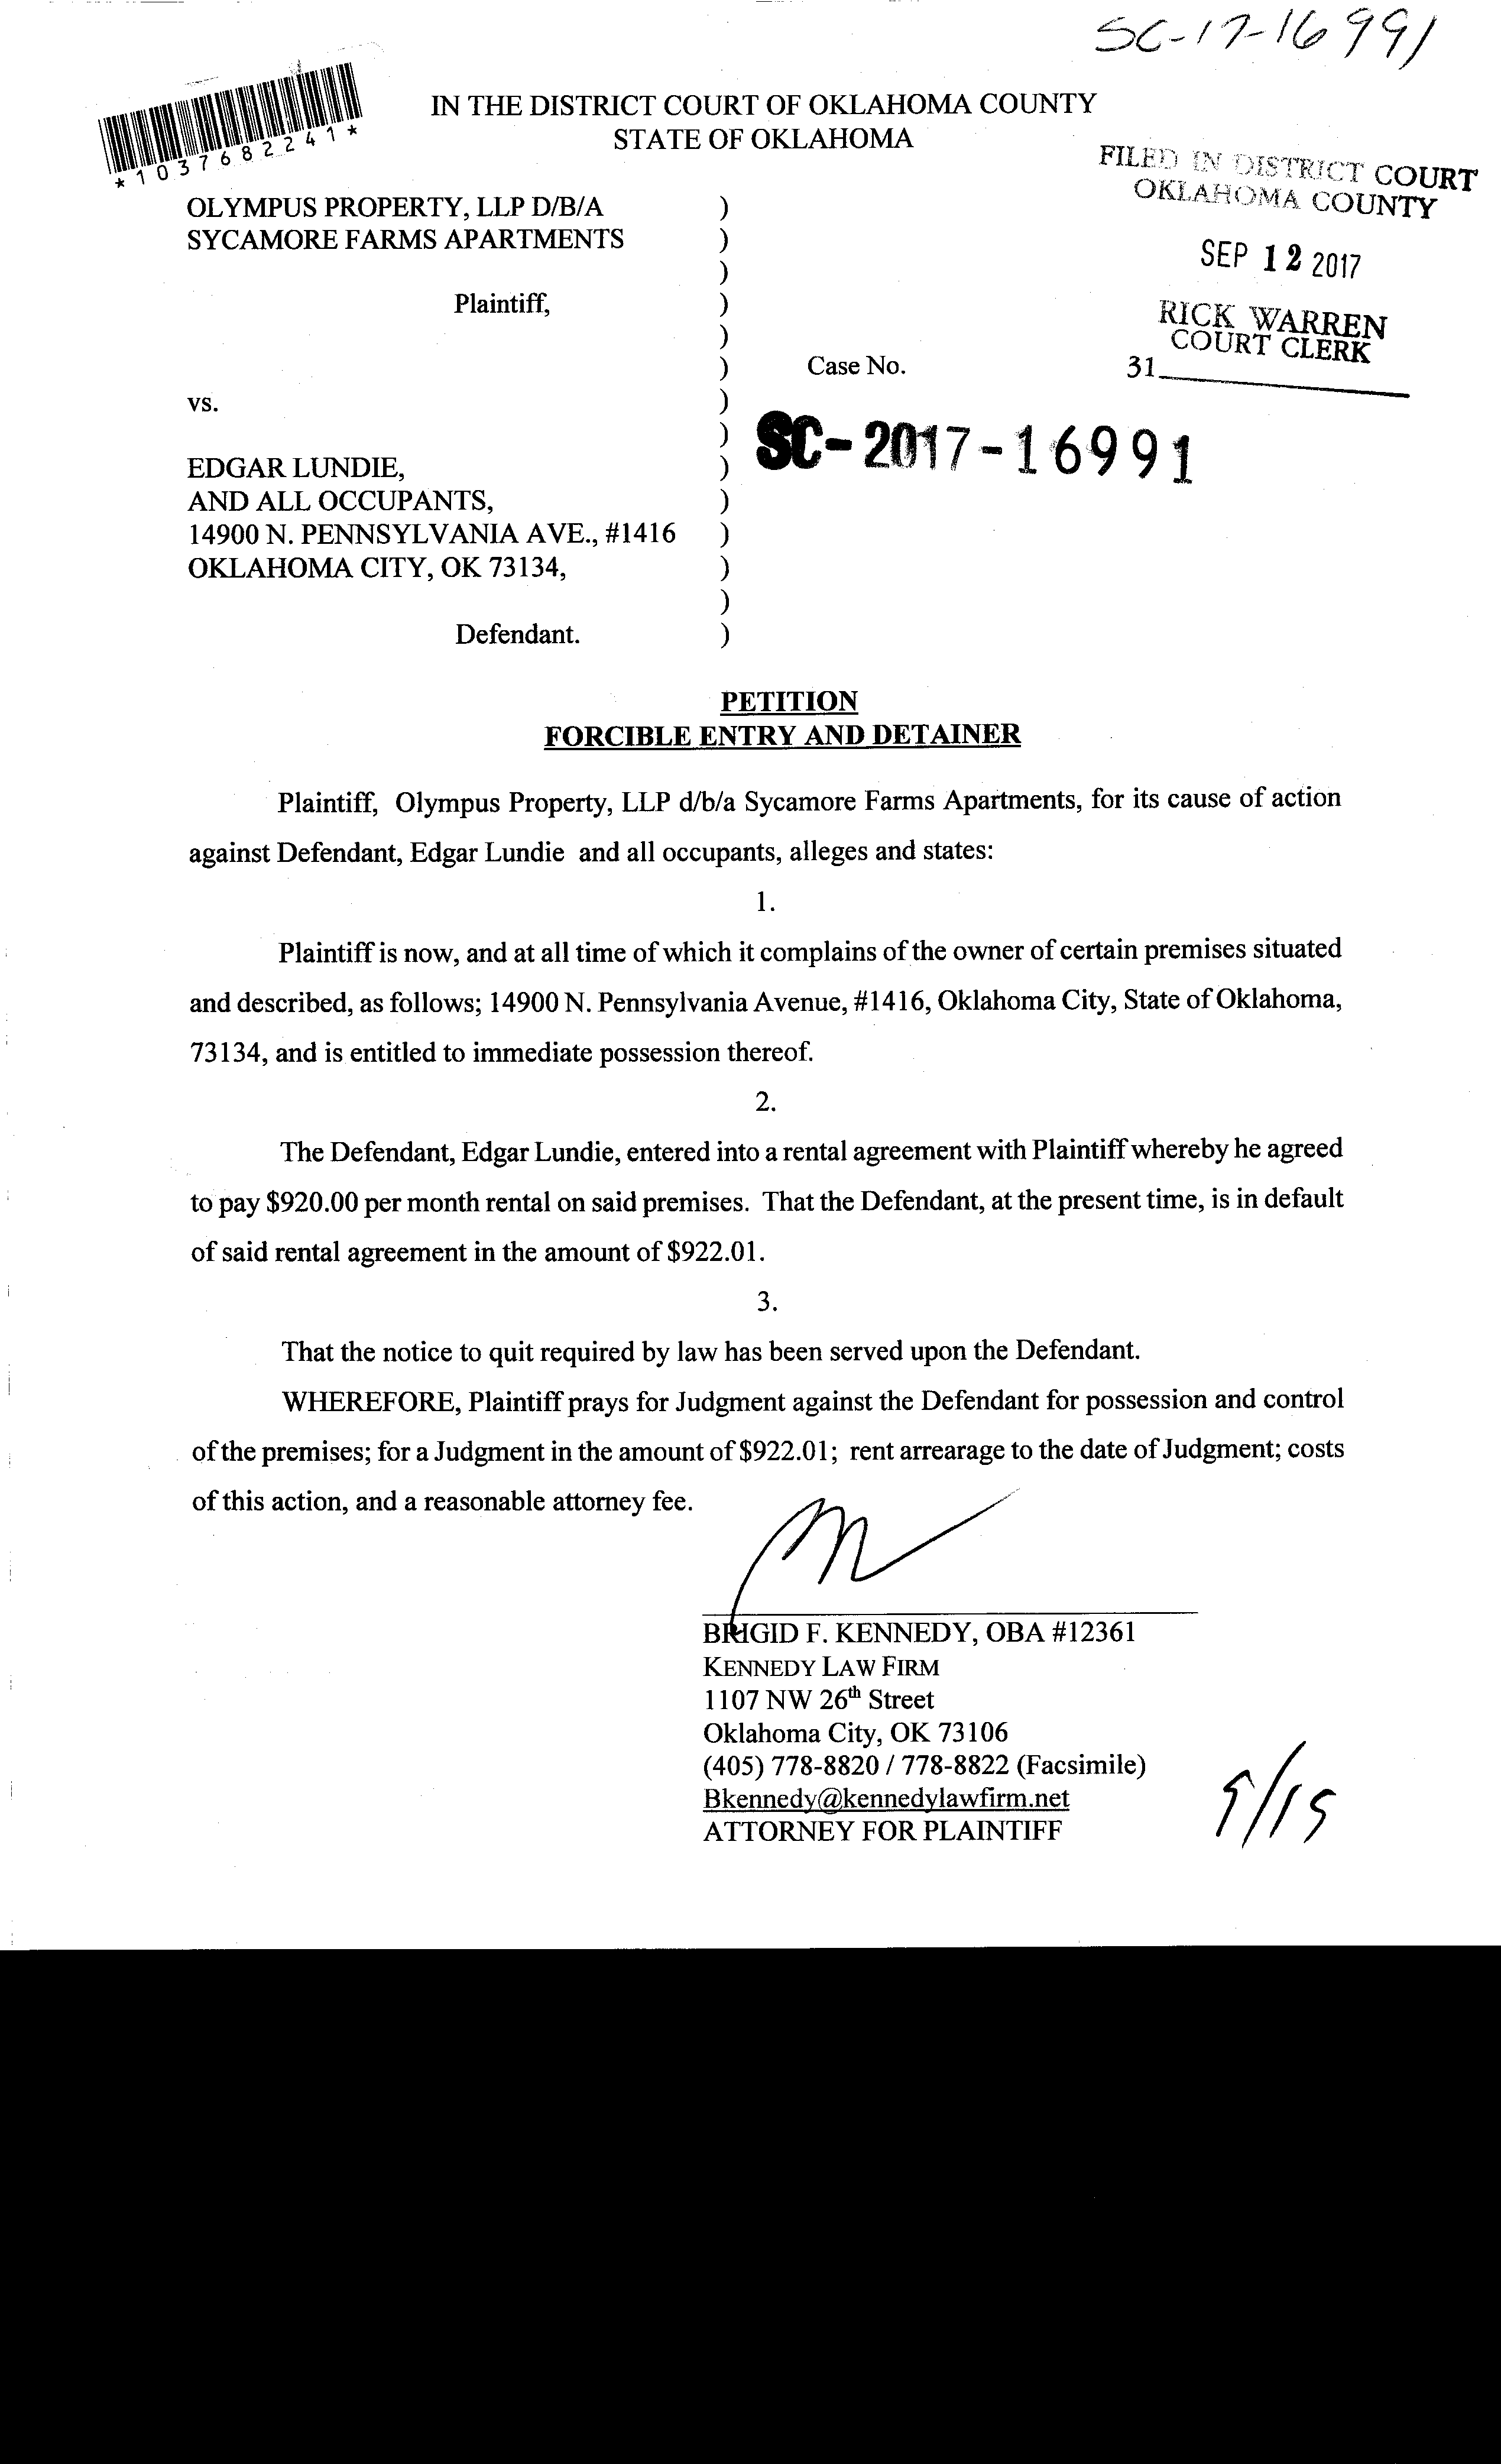 SC-17-16991
IN THE DISTRICT COURT OF OKLAHOMA COUNTY
STATE OF OKLAHOMA
*1037682241*
FILED IN DISTRICT COURT
OKLAHOMA COUNTY
SEP 12 2017
RICK WARREN
COURT CLERK
31
OLYMPUS PROPERTY, LLP D/B/A )
SYCAMORE FARMS APARTMENTS )
)
Plaintiff, )
)
) Case No.
vs. )
) SC-2017-16991
EDGAR LUNDIE, )
AND ALL OCCUPANTS, )
14900 N. PENNSYLVANIA AVE., #1416 )
OKLAHOMA CITY, OK 73134, )
)
Defendant. )
PETITION
FORCIBLE ENTRY AND DETAINER
Plaintiff, Olympus Property, LLP d/b/a Sycamore Farms Apartments, for its cause of action
against Defendant, Edgar Lundie and all occupants, alleges and states:
1.
Plaintiff is now, and at all time of which it complains of the owner of certain premises situated
and described, as follows; 14900 N. Pennsylvania Avenue, #1416, Oklahoma City, State of Oklahoma,
73134, and is entitled to immediate possession thereof.
2.
The Defendant, Edgar Lundie, entered into a rental agreement with Plaintiff whereby he agreed
to pay $920.00 per month rental on said premises. That the Defendant, at the present time, is in default
of said rental agreement in the amount of $922.01.
3.
That the notice to quit required by law has been served upon the Defendant.
WHEREFORE, Plaintiff prays for Judgment against the Defendant for possession and control
of the premises; for a Judgment in the amount of $922.01; rent arrearage to the date of Judgment; costs
of this action, and a reasonable attorney fee.
BRIGID F. KENNEDY, OBA #12361
KENNEDY LAW FIRM
1107 NW 26th Street
Oklahoma City, OK 73106
(405) 778-8820 / 778-8822 (Facsimile)
Bkennedy@kennedylawfirm.net
ATTORNEY FOR PLAINTIFF